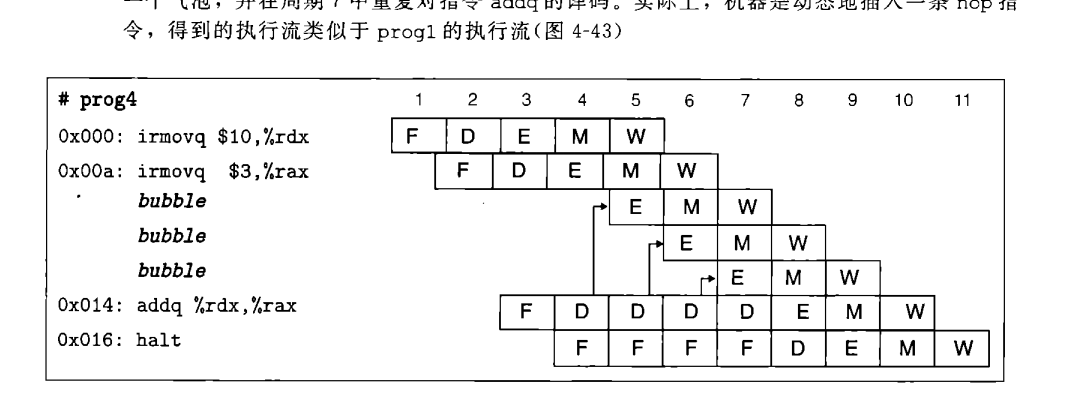 一个气泡，并在周期 7 中重复对指令 addq 的译码。实际上，机器是动态地插入一条 nop 指
令，得到的执行流类似于 prog1 的执行流(图 4-43)
# prog4 1 2 3 4 5 6 7 8 9 10 11
0x000: irmovq $10,%rdx F D E M W
0x00a: irmovq $3,%rax F D E M W
bubble E M W
bubble E M W
bubble E M W
0x014: addq %rdx,%rax F D D D D E M W
0x016: halt F F F F D E M W